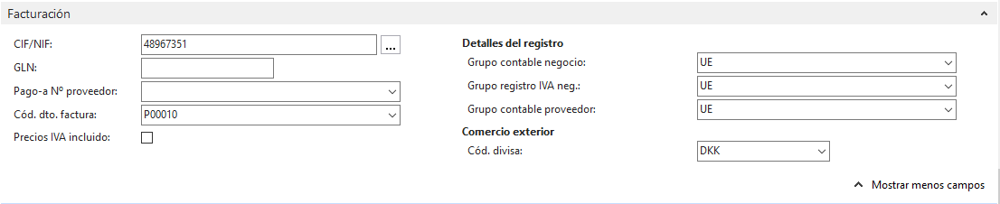 Facturación
CIF/NIF: 48967351 ...
GLN:
Pago-a Nº proveedor:
Cód. dto. factura: P00010
Precios IVA incluido:
Detalles del registro
Grupo contable negocio: UE
Grupo registro IVA neg.: UE
Grupo contable proveedor: UE
Comercio exterior
Cód. divisa: DKK
Mostrar menos campos